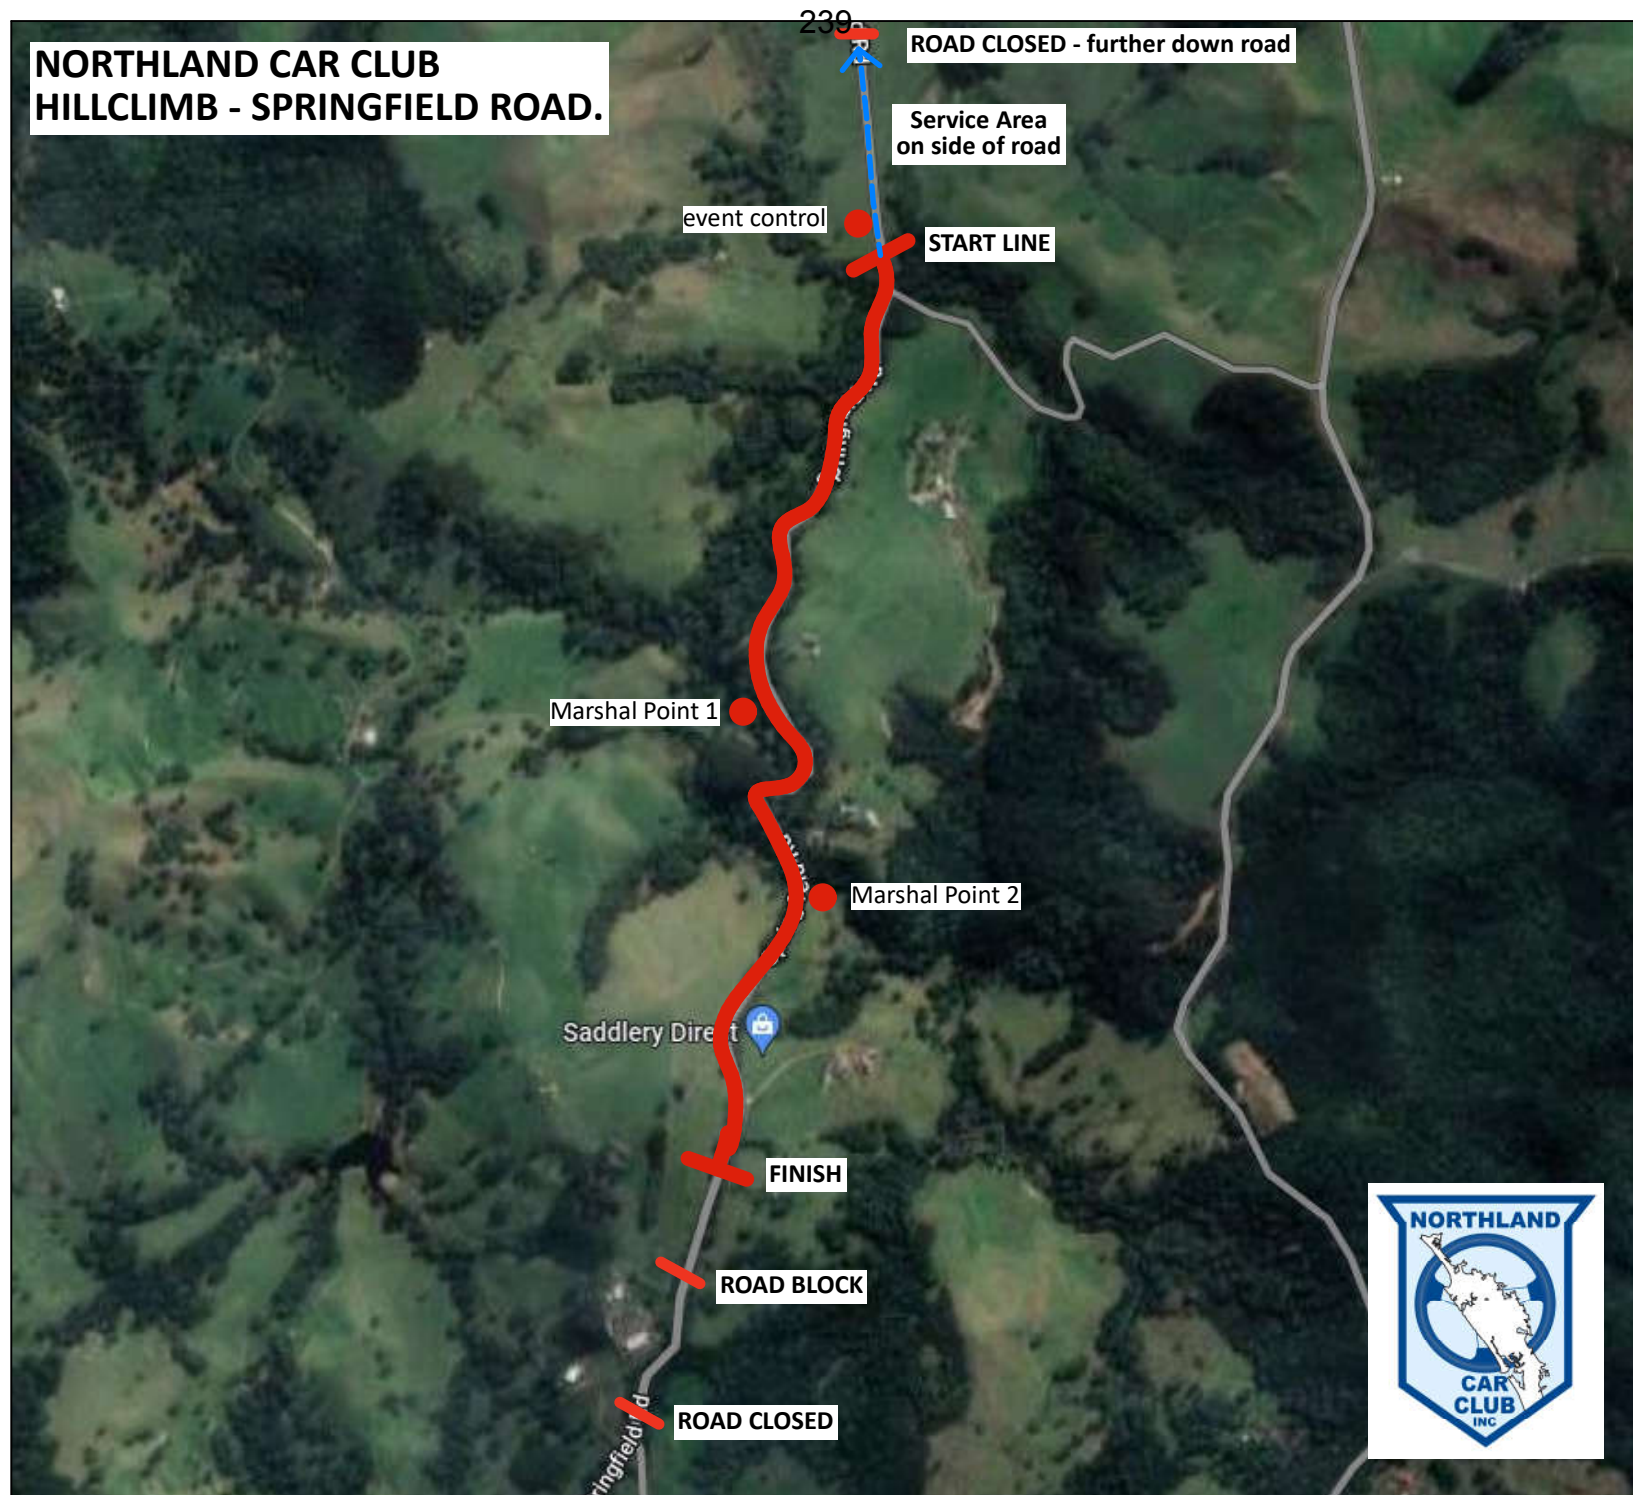 239
NORTHLAND CAR CLUB
HILLCLIMB - SPRINGFIELD ROAD.
ROAD CLOSED - further down road
Service Area
on side of road
event control
START LINE
Marshal Point 1
Marshal Point 2
Saddlery Direct
FINISH
ROAD BLOCK
ROAD CLOSED
NORTHLAND
CAR
CLUB
INC